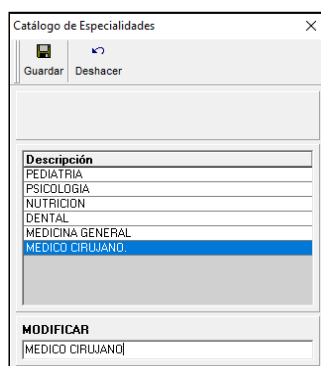 Catálogo de Especialidades
Guardar Deshacer
Descripción
PEDIATRIA
PSICOLOGIA
NUTRICION
DENTAL
MEDICINA GENERAL
MEDICO CIRUJANO.
MODIFICAR
MEDICO CIRUJANO